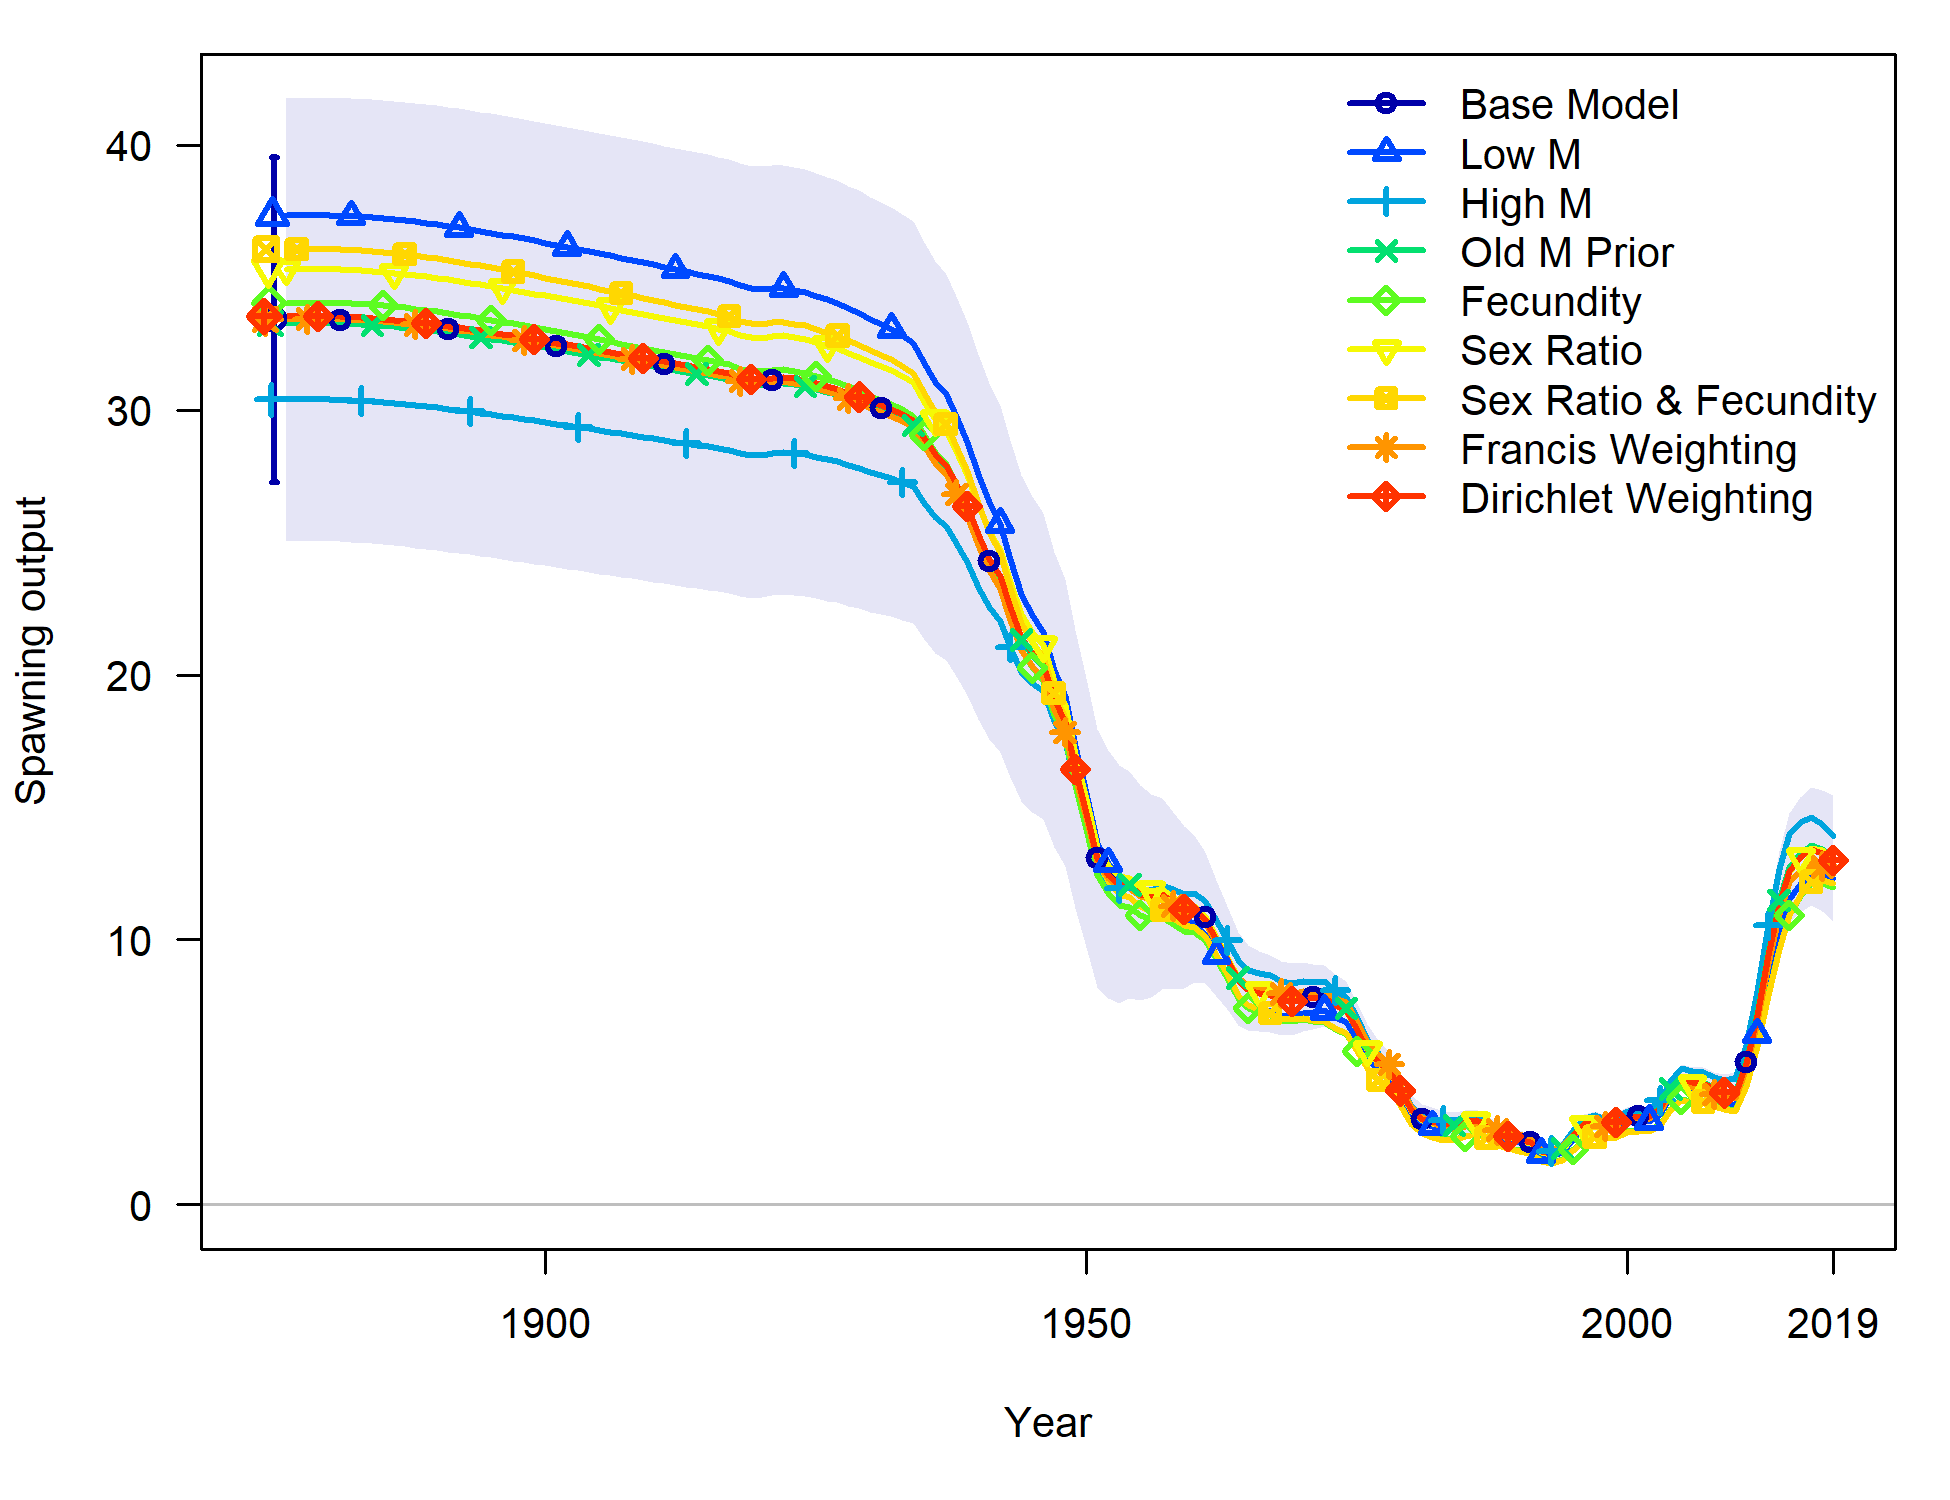 Base Model
Low M
High M
Old M Prior
Fecundity
Sex Ratio
Sex Ratio & Fecundity
Francis Weighting
Dirichlet Weighting
40
30
20
10
0
Spawning output
1900
1950
2000
2019
Year